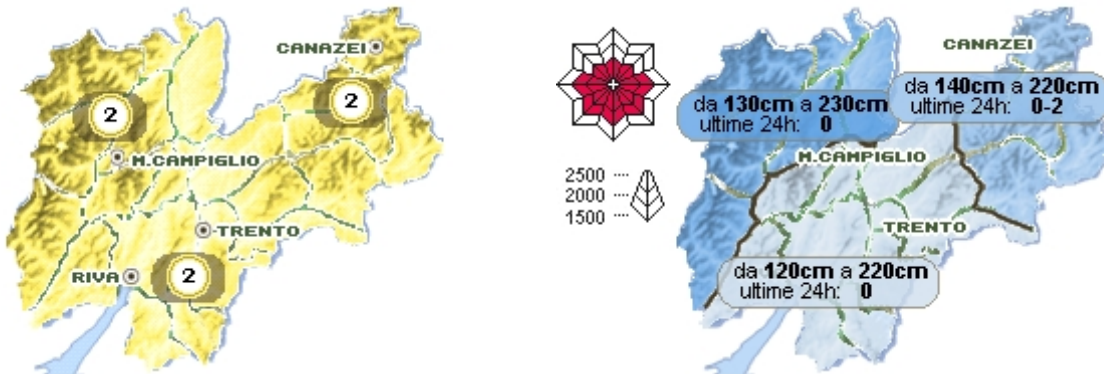 CANAZEI
2
2
M.CAMPIGLIO
TRENTO
RIVA
2
CANAZEI
da 140cm a 220cm
ultime 24h: 0-2
da 130cm a 230cm
ultime 24h: 0
M.CAMPIGLIO
2500
2000
1500
TRENTO
da 120cm a 220cm
ultime 24h: 0